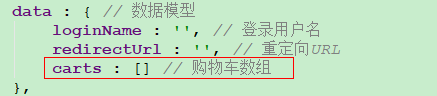 data : { // 数据模型
loginName : '', // 登录用户名
redirectUrl : '', // 重定向URL
carts : [] // 购物车数组
},